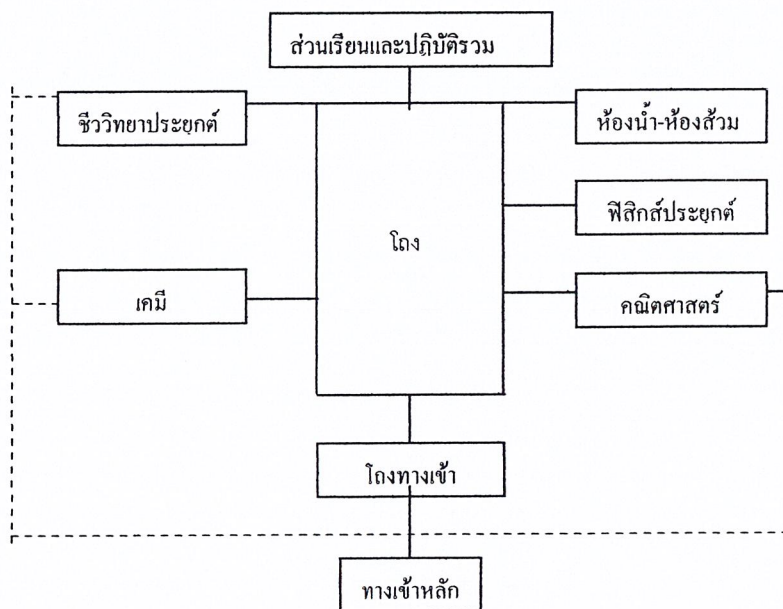 ส่วนเรียนและปฏิบัติรวม
ชีววิทยาประยุกต์
ห้องน้ำ-ห้องส้วม
ฟิสิกส์ประยุกต์
โถง
เคมี
คณิตศาสตร์
โถงทางเข้า
ทางเข้าหลัก